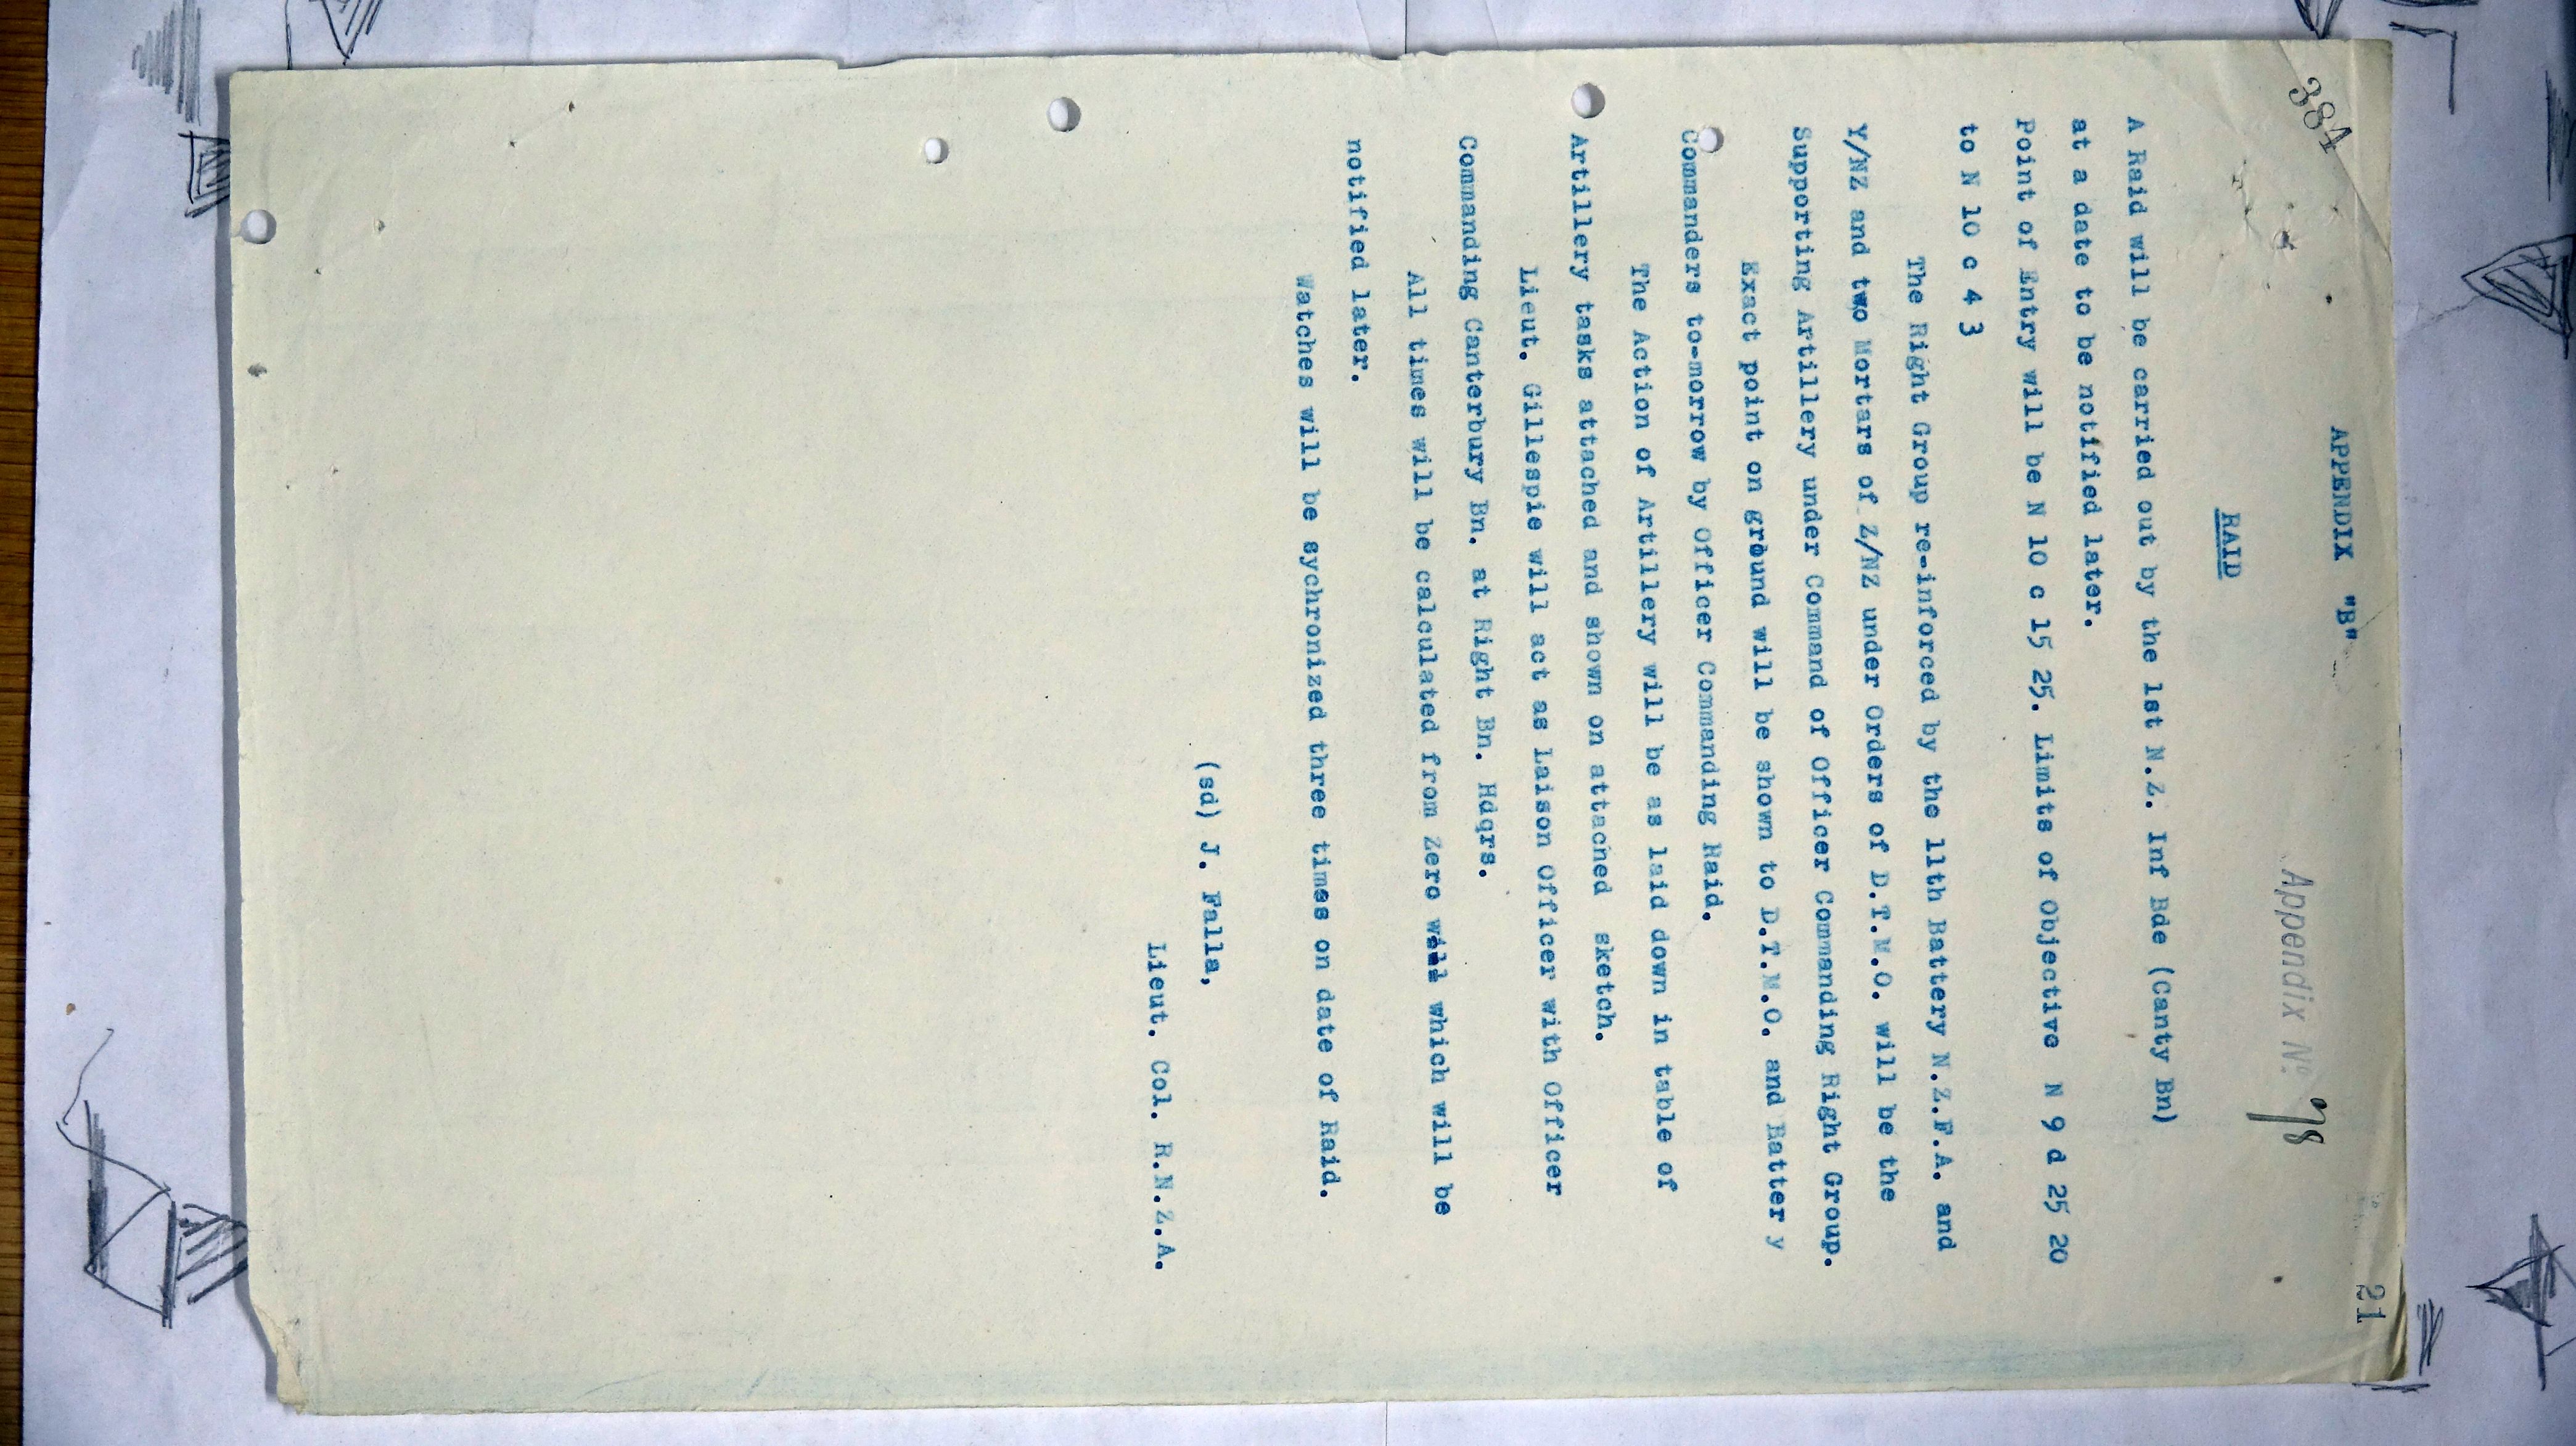 384
21
APPENDIX "B"
Appendix No. 78
RAID
A Raid will be carried out by the 1st N.Z. Inf Bde (Canty Bn)
at a date to be notified later.
Point of Entry will be N 10 c 15 25. Limits of Objective N 9 d 25 20
to N 10 c 4 3
The Right Group re-inforced by the 11th Battery N.Z.F.A. and
Y/NZ and two Mortars of Z/NZ under Orders of D.T.M.O. will be the
Supporting Artillery under Command of Officer Commanding Right Group.
Exact point on ground will be shown to D.T.M.O. and Batter y
Commanders to-morrow by Officer Commanding Raid.
The Action of Artillery will be as laid down in table of
Artillery tasks attached and shown on attached sketch.
Lieut. Gillespie will act as Laison Officer with Officer
Commanding Canterbury Bn. at Right Bn. Hdqrs.
All times will be calculated from Zero will which will be
notified later.
Watches will be sychronized three times on date of Raid.
(sd) J. Falla,
Lieut. Col. R.N.Z.A.